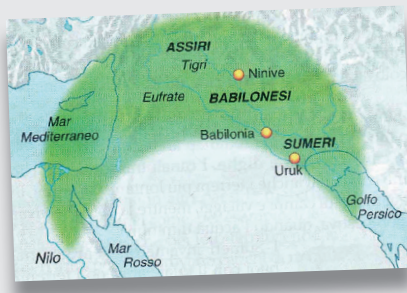 ASSIRI
Tigri
Ninive
Eufrate
BABILONESI
Mar
Mediterraneo
Babilonia
SUMERI
Uruk
Golfo
Persico
Nilo
Mar
Rosso